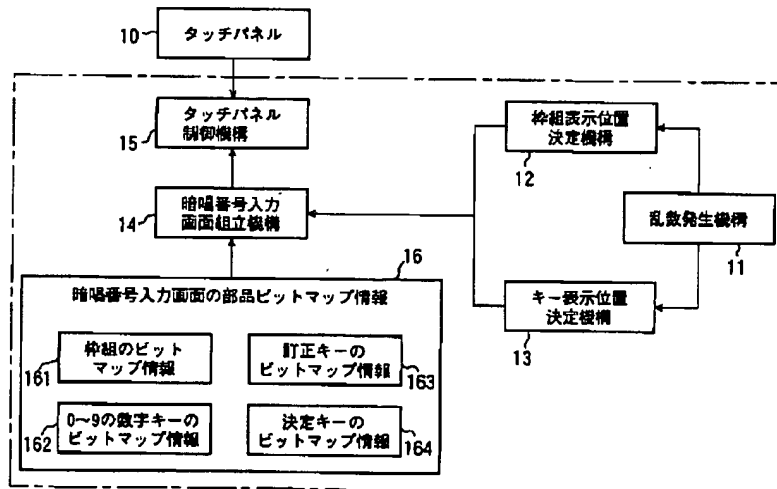 10
タッチパネル
タッチパネル
制御機構
15
枠組表示位置
決定機構
12
暗唱番号入力
画面組立機構
14
乱数発生機構
11
キー表示位置
決定機構
13
16
暗唱番号入力画面の部品ビットマップ情報
枠組のビット
マップ情報
161
訂正キーの
ビットマップ情報
163
0〜9の数字キーの
ビットマップ情報
162
決定キーの
ビットマップ情報
164